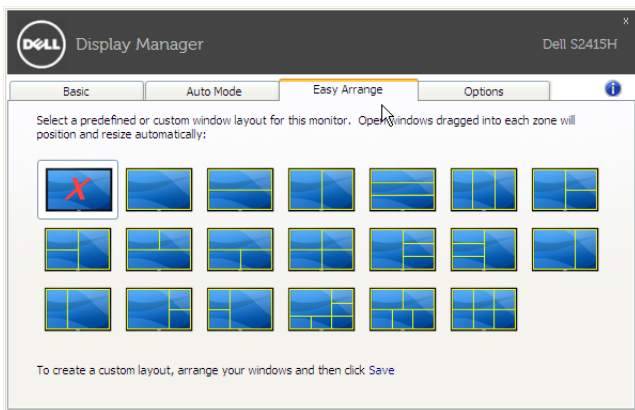 DELL Display Manager Dell S2415H
x
Basic Auto Mode Easy Arrange Options i
Select a predefined or custom window layout for this monitor. Open windows dragged into each zone will
position and resize automatically:
X
To create a custom layout, arrange your windows and then click Save